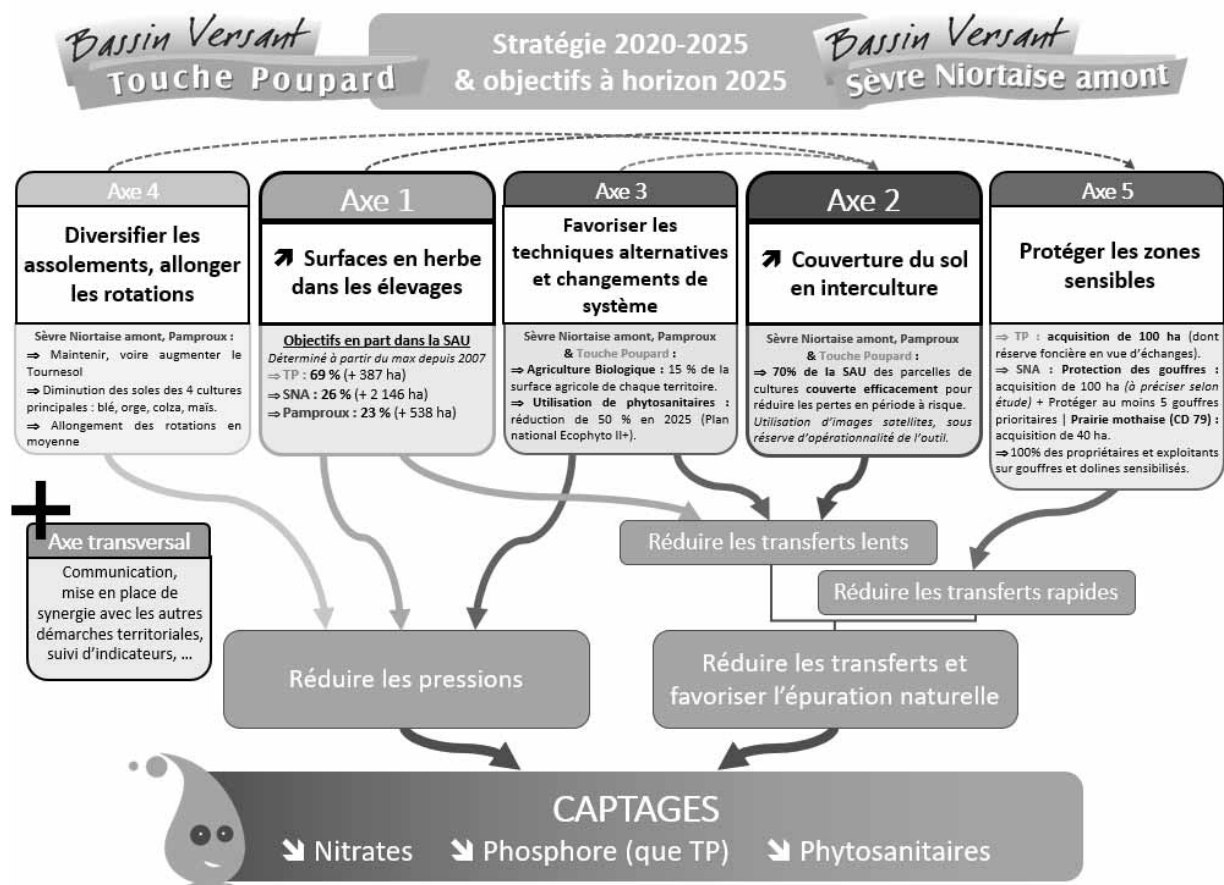 Bassin Versant
Touche Poupard
Stratégie 2020-2025
& objectifs à horizon 2025
Bassin Versant
Sèvre Niortaise amont
Axe 4
Diversifier les
assolements, allonger
les rotations
Sèvre Niortaise amont, Pamproux :
⇒ Maintenir, voire augmenter le
Tournesol
⇒ Diminution des soles des 4 cultures
principales : blé, orge, colza, maïs.
⇒ Allongement des rotations en
moyenne
Axe 1
↗ Surfaces en herbe
dans les élevages
Objectifs en part dans la SAU
Déterminé à partir du max depuis 2007
⇒ TP : 69 % (+ 387 ha)
⇒ SNA : 26 % (+ 2 146 ha)
⇒ Pamproux : 23 % (+ 538 ha)
Axe 3
Favoriser les
techniques alternatives
et changements de
système
Sèvre Niortaise amont, Pamproux
& Touche Poupard :
⇒ Agriculture Biologique : 15 % de la
surface agricole de chaque territoire.
⇒ Utilisation de phytosanitaires :
réduction de 50 % en 2025 (Plan
national Ecophyto II+).
Axe 2
↗ Couverture du sol
en interculture
Sèvre Niortaise amont, Pamproux
& Touche Poupard :
⇒ 70% de la SAU des parcelles de
cultures couverte efficacement pour
réduire les pertes en période à risque.
Utilisation d'images satellites, sous
réserve d'opérationnalité de l'outil.
Axe 5
Protéger les zones
sensibles
⇒ TP : acquisition de 100 ha (dont
réserve foncière en vue d'échanges).
⇒ SNA : Protection des gouffres :
acquisition de 100 ha (à préciser selon
étude) + Protéger au moins 5 gouffres
prioritaires | Prairie mothaise (CD 79) :
acquisition de 40 ha.
⇒ 100% des propriétaires et exploitants
sur gouffres et dolines sensibilisés.
+
Axe transversal
Communication,
mise en place de
synergie avec les autres
démarches territoriales,
suivi d'indicateurs, ...
Réduire les transferts lents
Réduire les transferts rapides
Réduire les pressions
Réduire les transferts et
favoriser l'épuration naturelle
CAPTAGES
↘ Nitrates ↘ Phosphore (que TP) ↘ Phytosanitaires